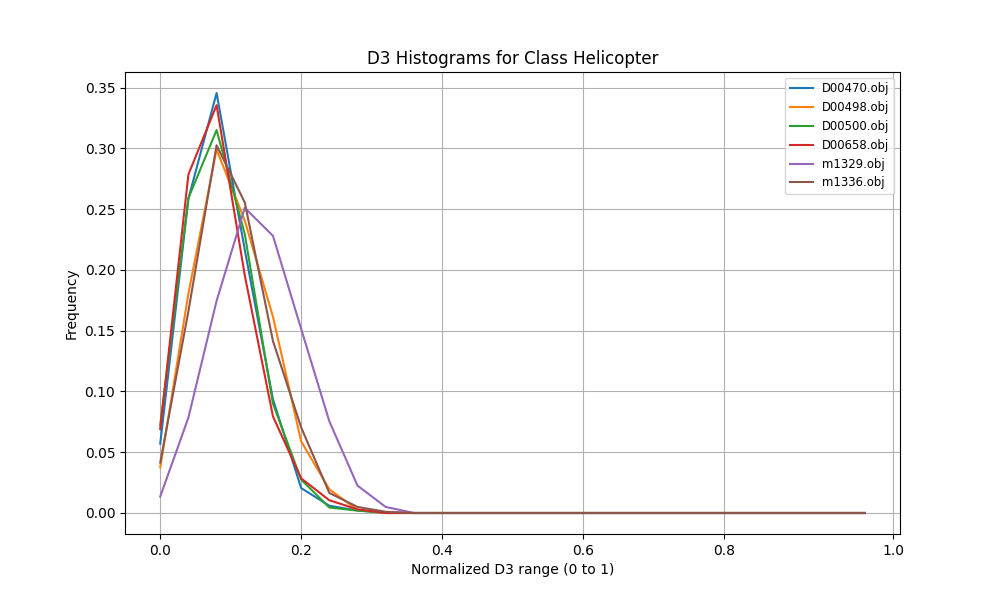 D3 Histograms for Class Helicopter
D00470.obj
D00498.obj
D00500.obj
D00658.obj
m1329.obj
m1336.obj
Frequency
0.35
0.30
0.25
0.20
0.15
0.10
0.05
0.00
0.0 0.2 0.4 0.6 0.8 1.0
Normalized D3 range (0 to 1)